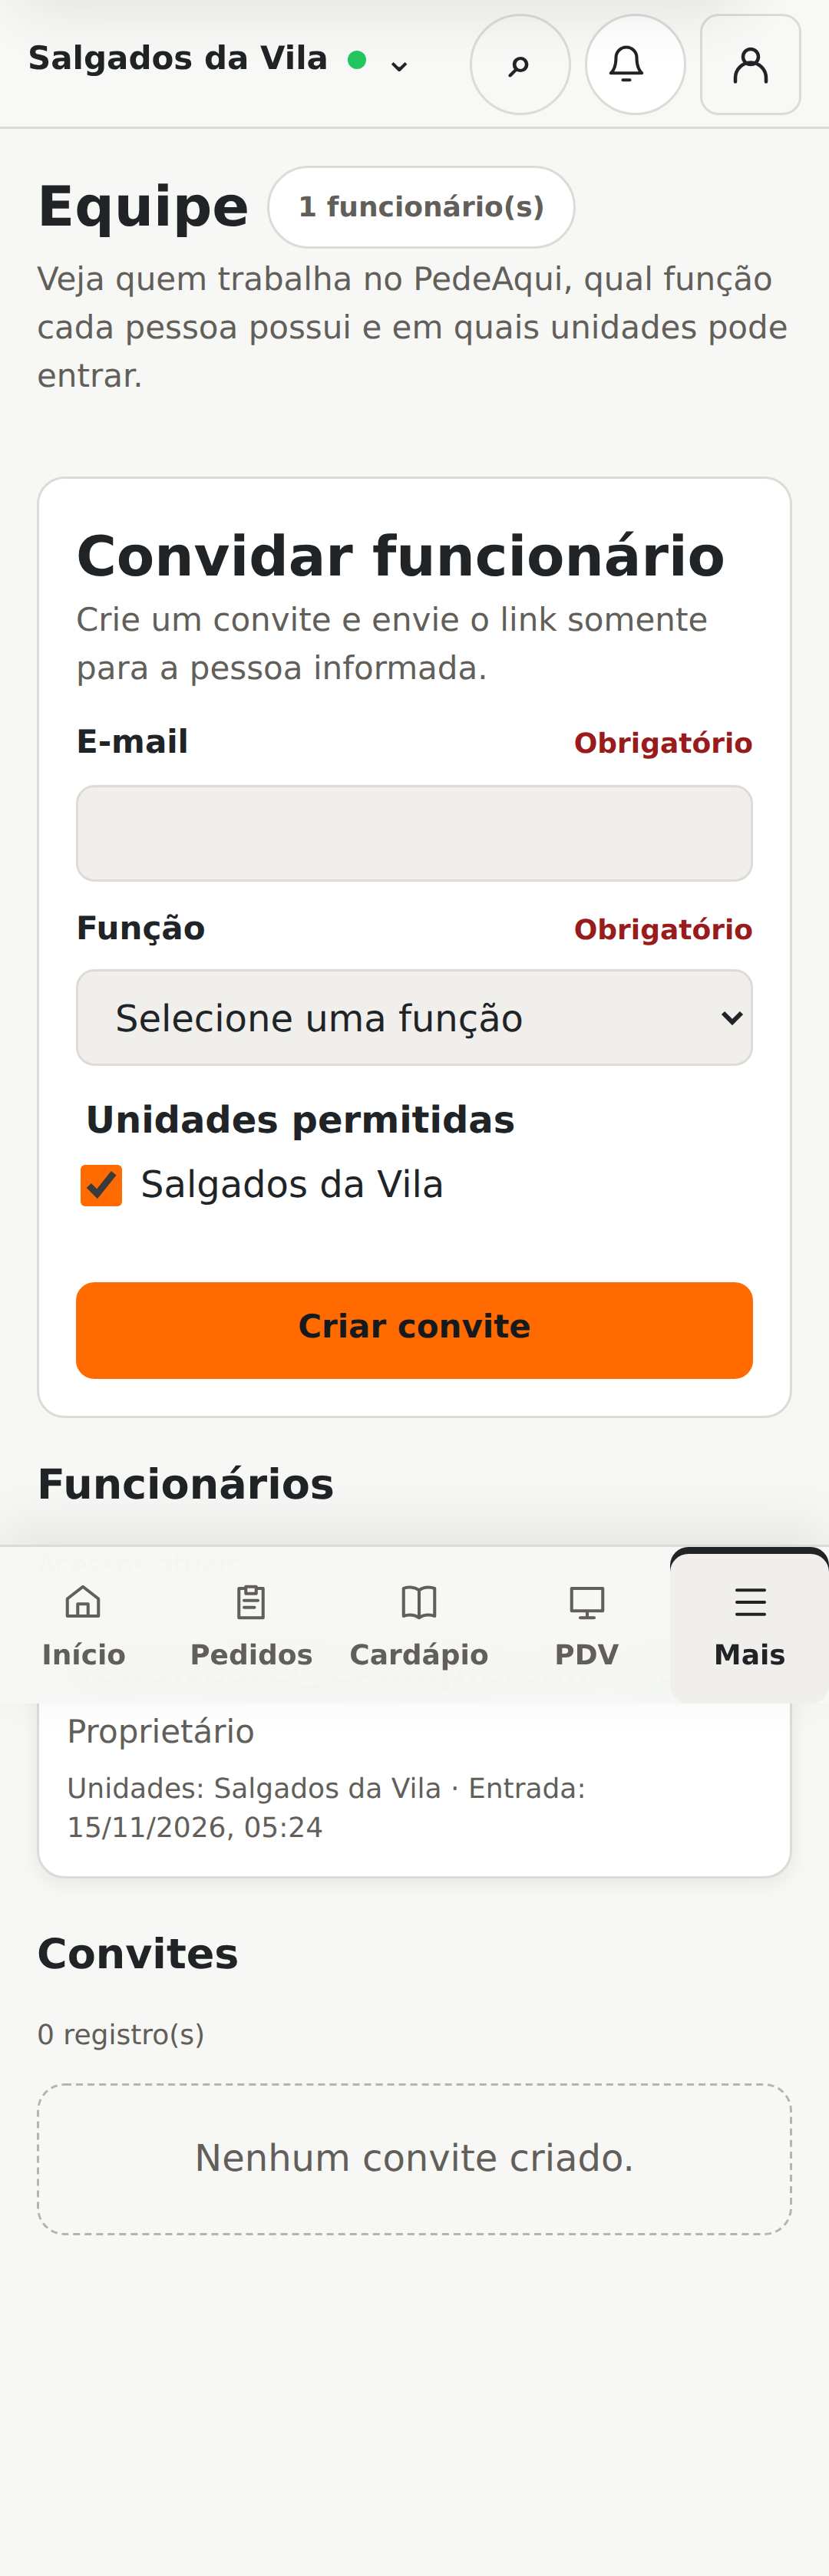 Salgados da Vila
Equipe
1 funcionário(s)
Veja quem trabalha no PedeAqui, qual função
cada pessoa possui e em quais unidades pode
entrar.
Convidar funcionário
Crie um convite e envie o link somente
para a pessoa informada.
E-mail
Obrigatório
Função
Obrigatório
Selecione uma função
Unidades permitidas
Salgados da Vila
Criar convite
Funcionários
Início
Pedidos
Cardápio
PDV
Mais
Proprietário
Unidades: Salgados da Vila · Entrada:
15/11/2026, 05:24
Convites
0 registro(s)
Nenhum convite criado.